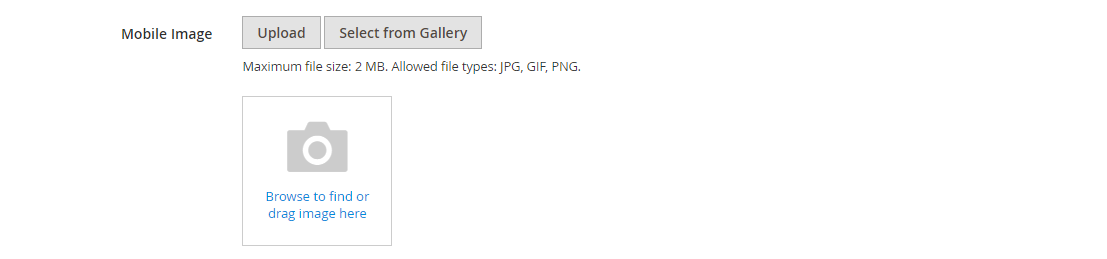 Mobile Image Upload Select from Gallery
Maximum file size: 2 MB. Allowed file types: JPG, GIF, PNG.
Browse to find or
drag image here